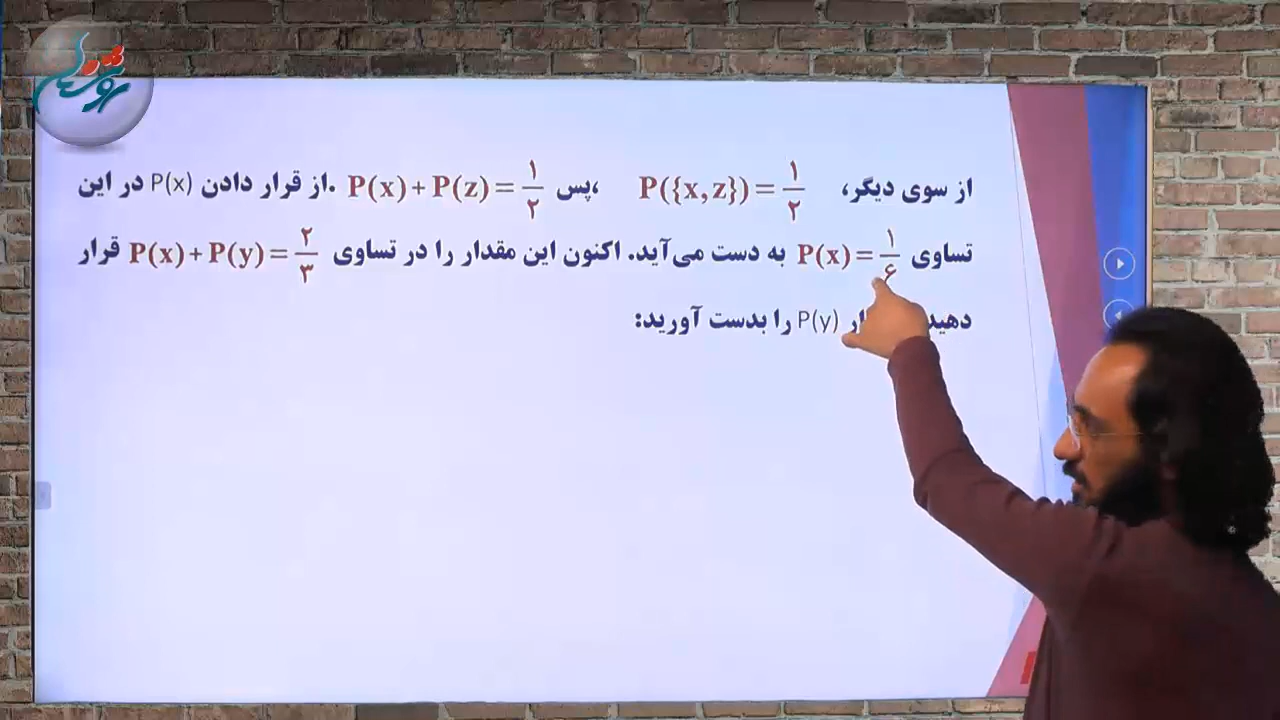 از سوی دیگر، P({x,z}) = ۱/۲ ،پس P(x) + P(z) = ۱/۲ .از قرار دادن P(x) در این
تساوی P(x) = ۱/۶ به دست می‌آید. اکنون این مقدار را در تساوی P(x) + P(y) = ۲/۳ قرار
P(y) را بدست آورید: